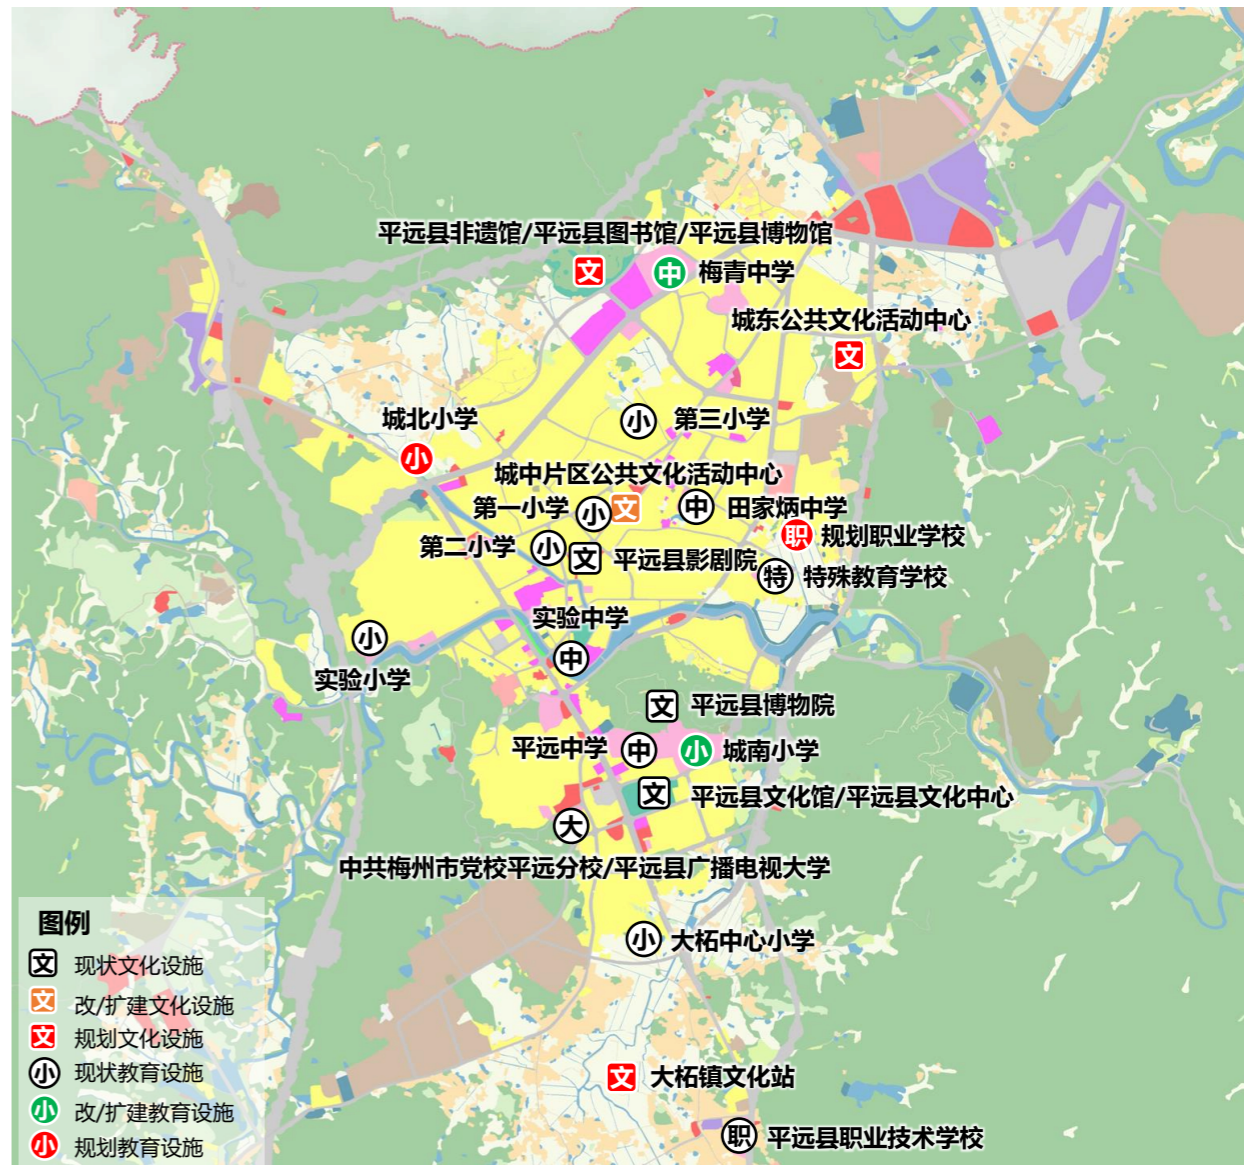 平远县非遗馆/平远县图书馆/平远县博物馆
文
中 梅青中学
城东公共文化活动中心
文
城北小学
小
小 第三小学
城中片区公共文化活动中心
第一小学 小 文
中 田家炳中学
职 规划职业学校
第二小学 小
文 平远县影剧院
特 特殊教育学校
实验中学
中
小
实验小学
文 平远县博物院
平远中学 中
小 城南小学
文 平远县文化馆/平远县文化中心
大
中共梅州市党校平远分校/平远县广播电视大学
小 大柘中心小学
文 大柘镇文化站
职 平远县职业技术学校
图例
文 现状文化设施
文 改/扩建文化设施
文 规划文化设施
小 现状教育设施
小 改/扩建教育设施
小 规划教育设施